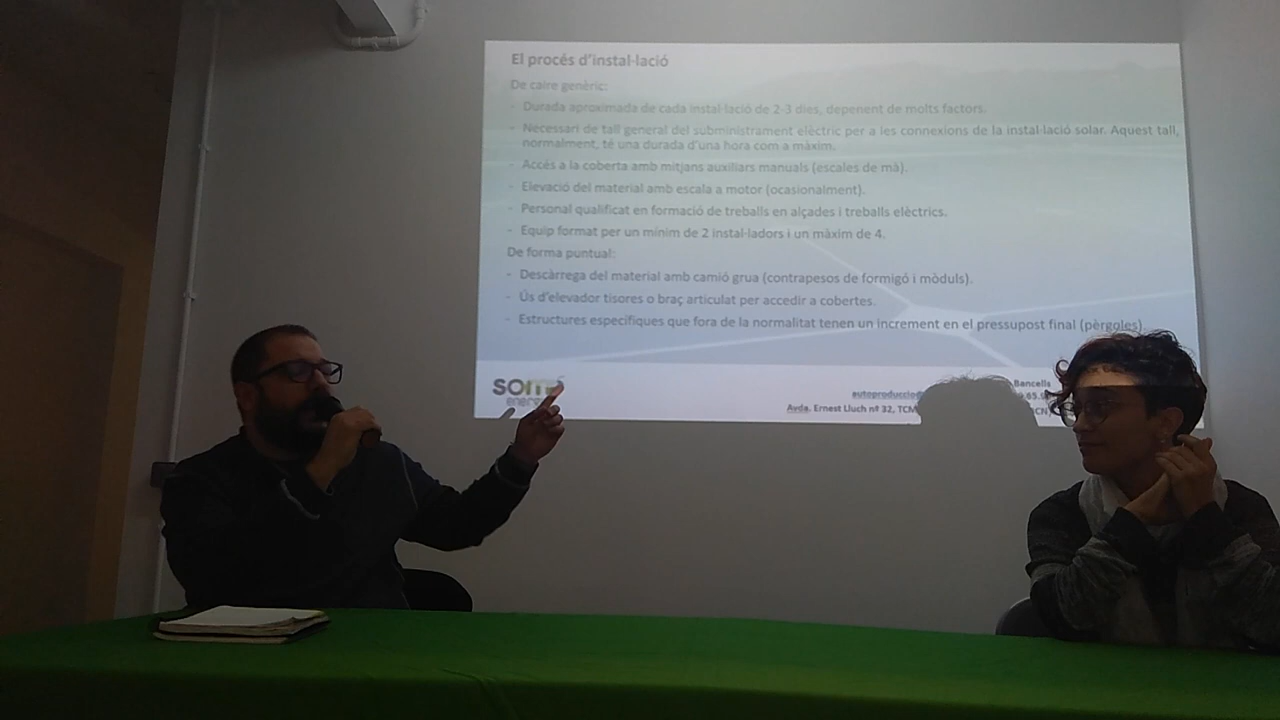 El procés d'instal·lació
De caire genèric:
- Durada aproximada de cada instal·lació de 2-3 dies, depenent de molts factors.
- Necessari de tall general del subministrament elèctric per a les connexions de la instal·lació solar. Aquest tall,
normalment, té una durada d'una hora com a màxim.
- Accés a la coberta amb mitjans auxiliars manuals (escales de mà).
- Elevació del material amb escala a motor (ocasionalment).
- Personal qualificat en formació de treballs en alçades i treballs elèctrics.
- Equip format per un mínim de 2 instal·ladors i un màxim de 4.
De forma puntual:
- Descàrrega del material amb camió grua (contrapesos de formigó i mòduls).
- Ús d'elevador tisores o braç articulat per accedir a cobertes.
- Estructures específiques que fora de la normalitat tenen un increment en el pressupost final (pèrgoles).
SOM
Bancells
autoproduccio@
Avda. Ernest Lluch nº 32, TCM